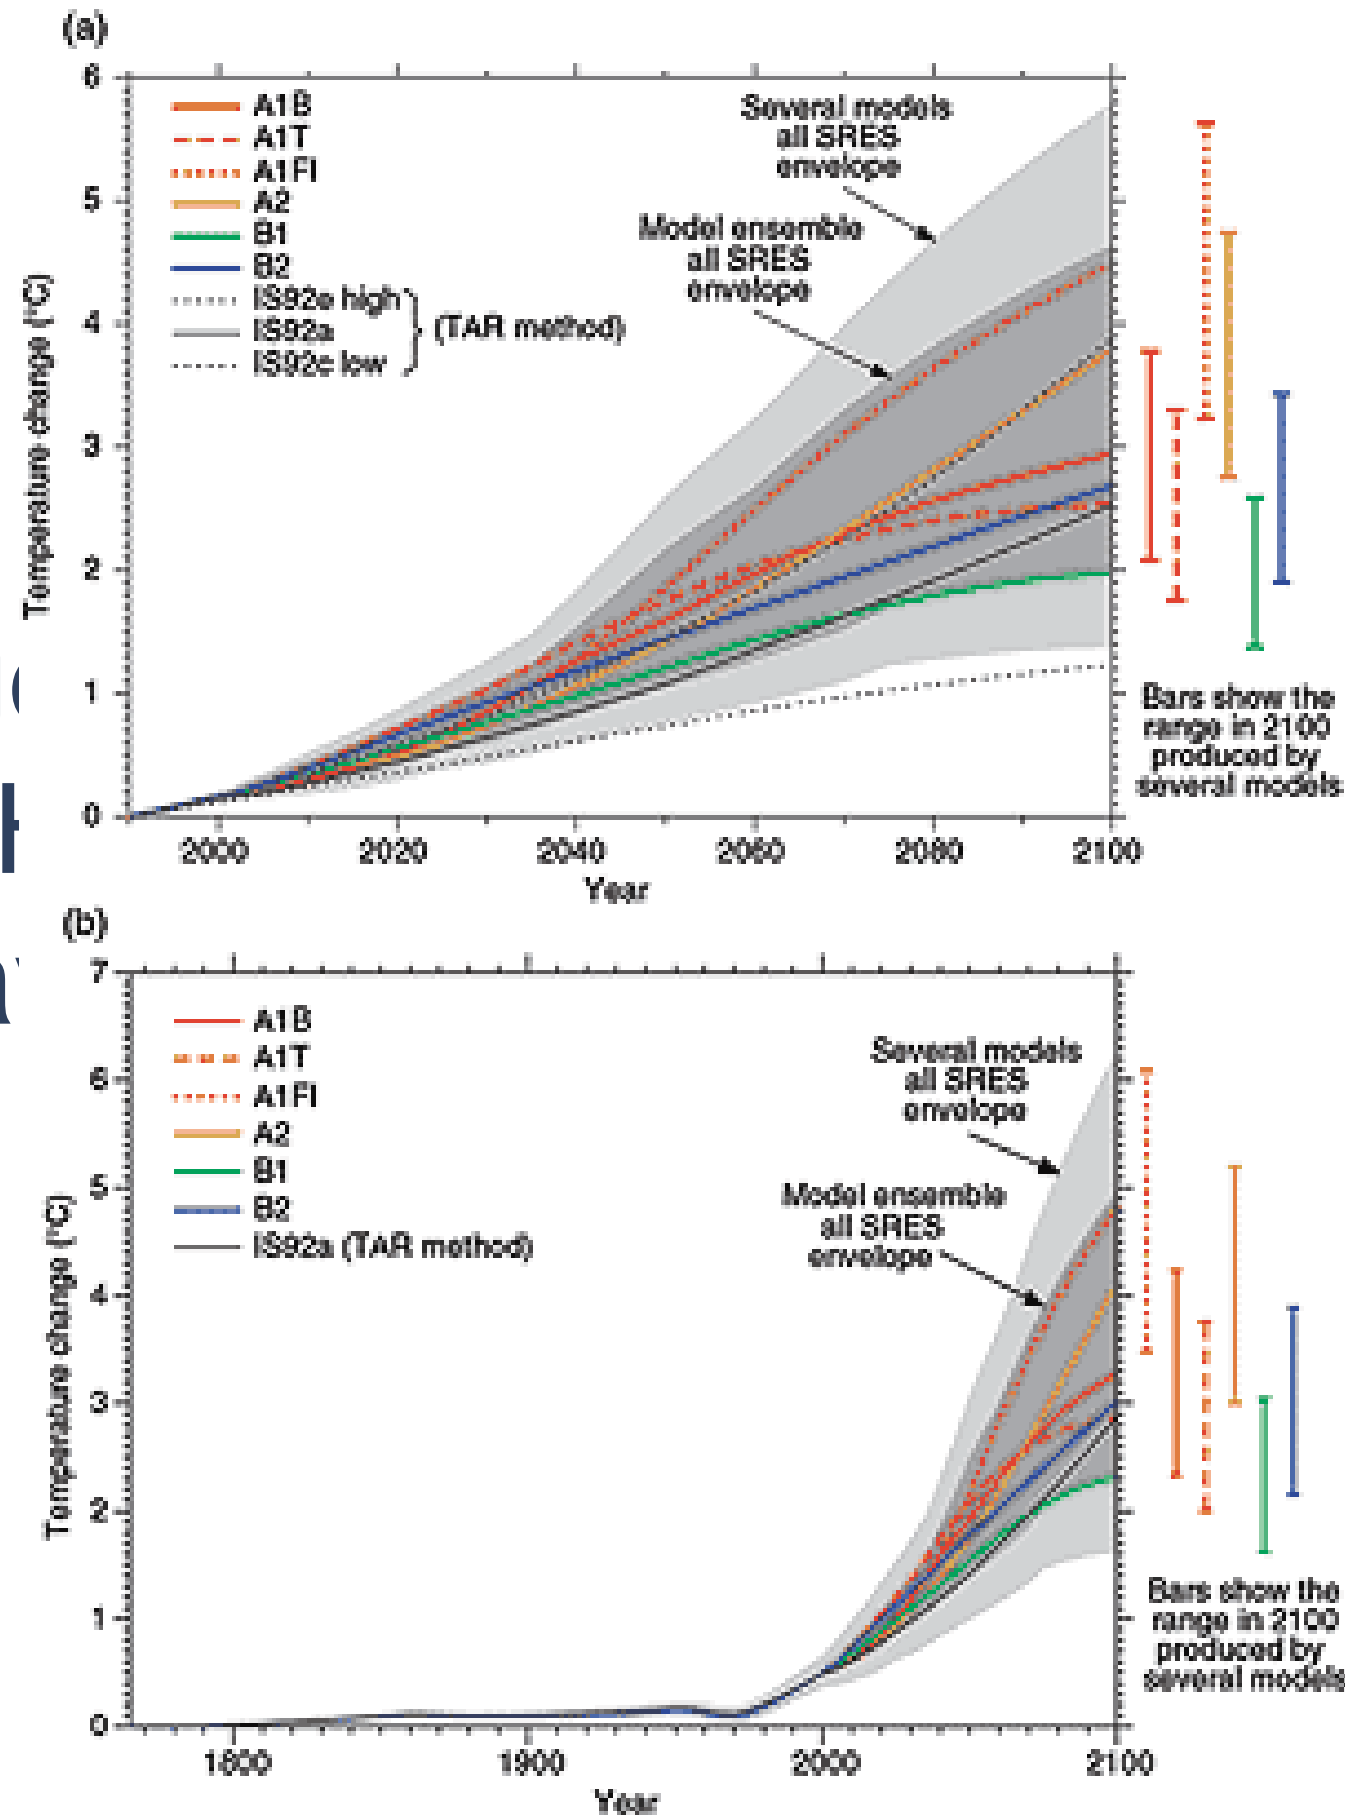 (a)
6
5
4
3
2
1
0
Temperature change (°C)
A1B
A1T
A1FI
A2
B1
B2
IS92e high
IS92a
IS92c low
(TAR method)
Several models
all SRES
envelope
Model ensemble
all SRES
envelope
2000 2020 2040 2060 2080 2100
Year
Bars show the
range in 2100
produced by
several models
(b)
7
6
5
4
3
2
1
0
Temperature change (°C)
A1B
A1T
A1FI
A2
B1
B2
IS92a (TAR method)
Several models
all SRES
envelope
Model ensemble
all SRES
envelope
1800 1900 2000 2100
Year
Bars show the
range in 2100
produced by
several models